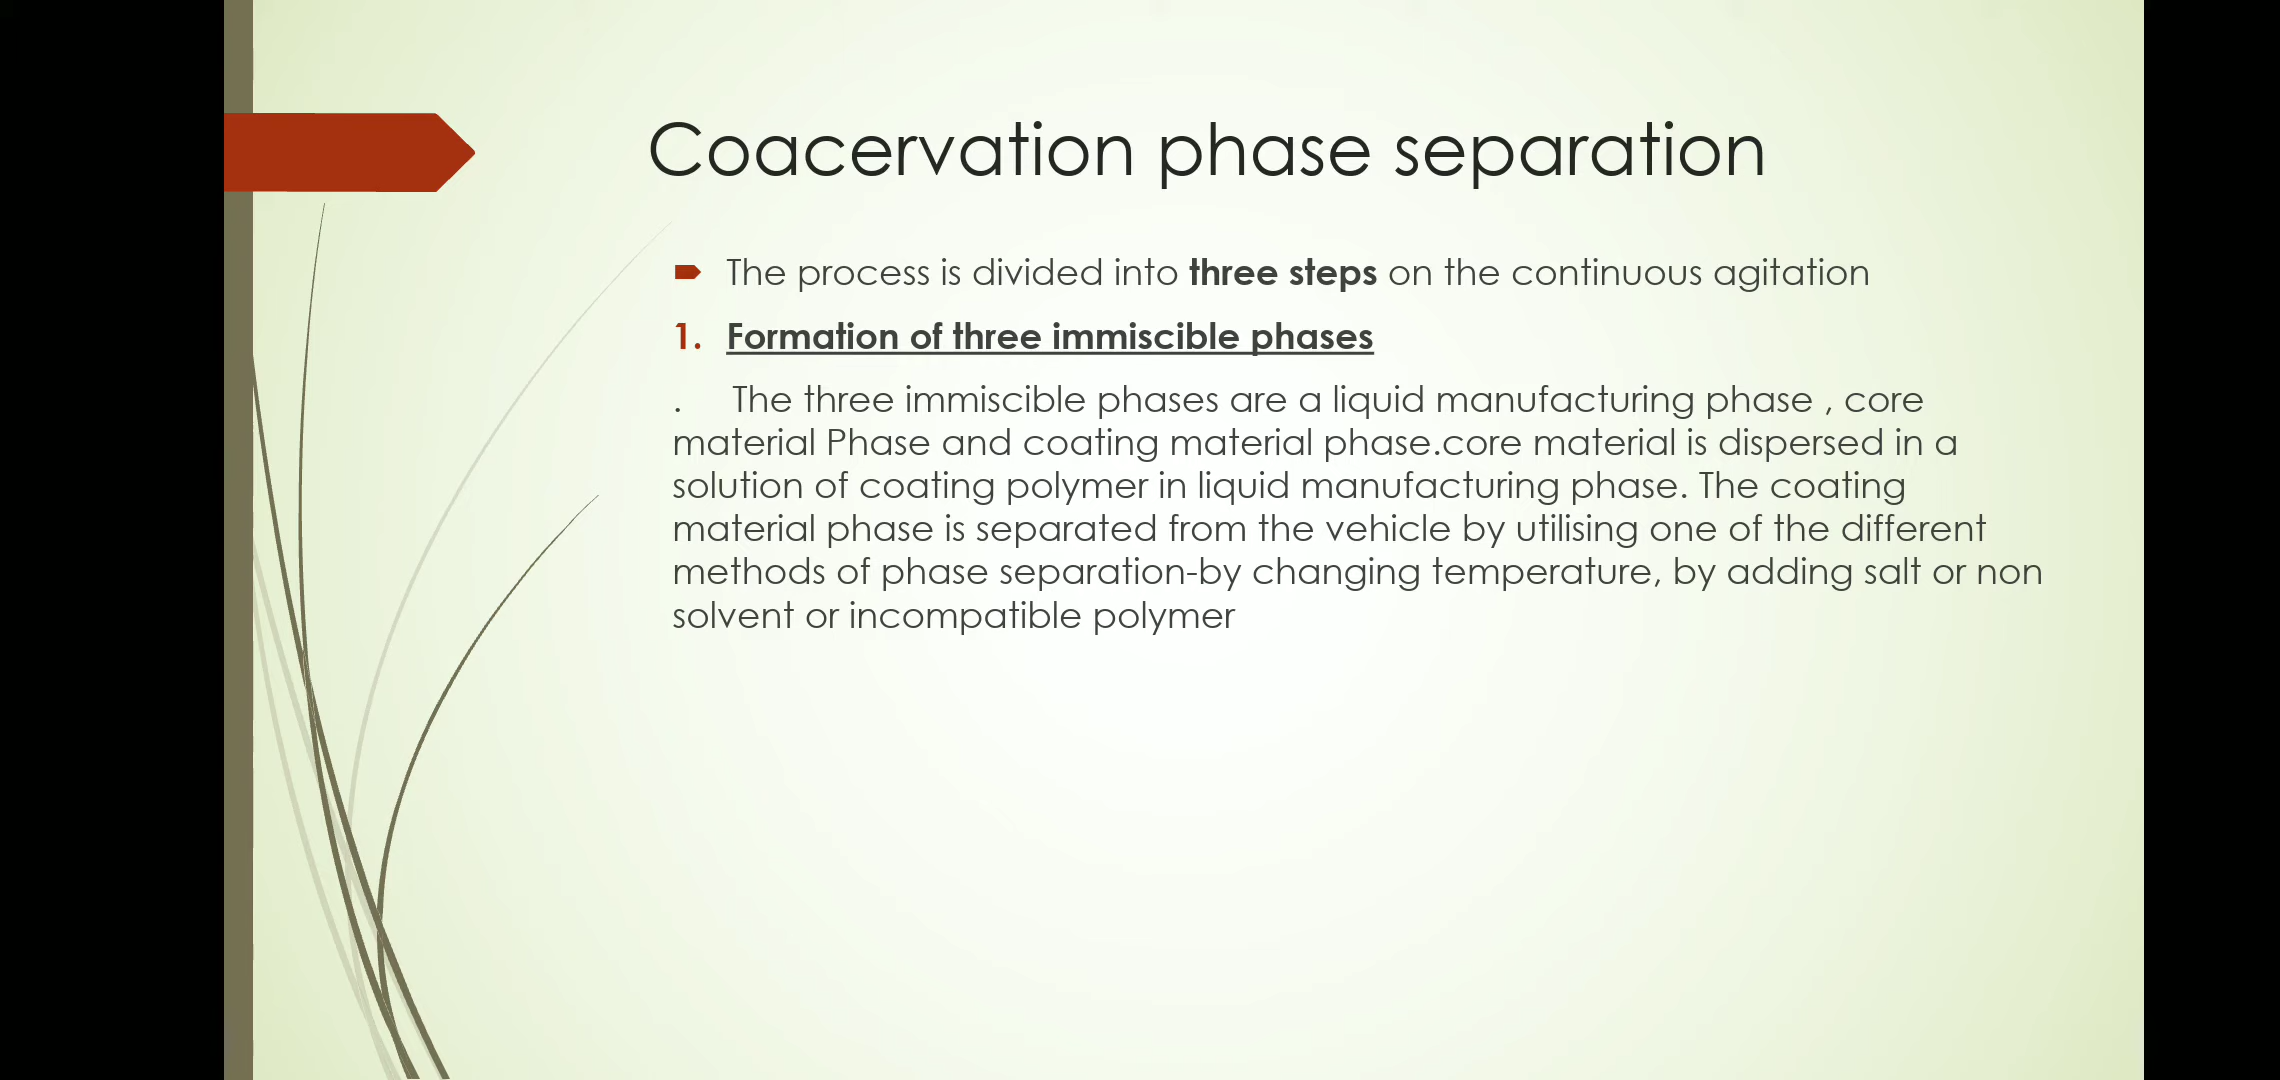 Coacervation phase separation
The process is divided into three steps on the continuous agitation
1. Formation of three immiscible phases
. The three immiscible phases are a liquid manufacturing phase , core
material Phase and coating material phase.core material is dispersed in a
solution of coating polymer in liquid manufacturing phase. The coating
material phase is separated from the vehicle by utilising one of the different
methods of phase separation-by changing temperature, by adding salt or non
solvent or incompatible polymer